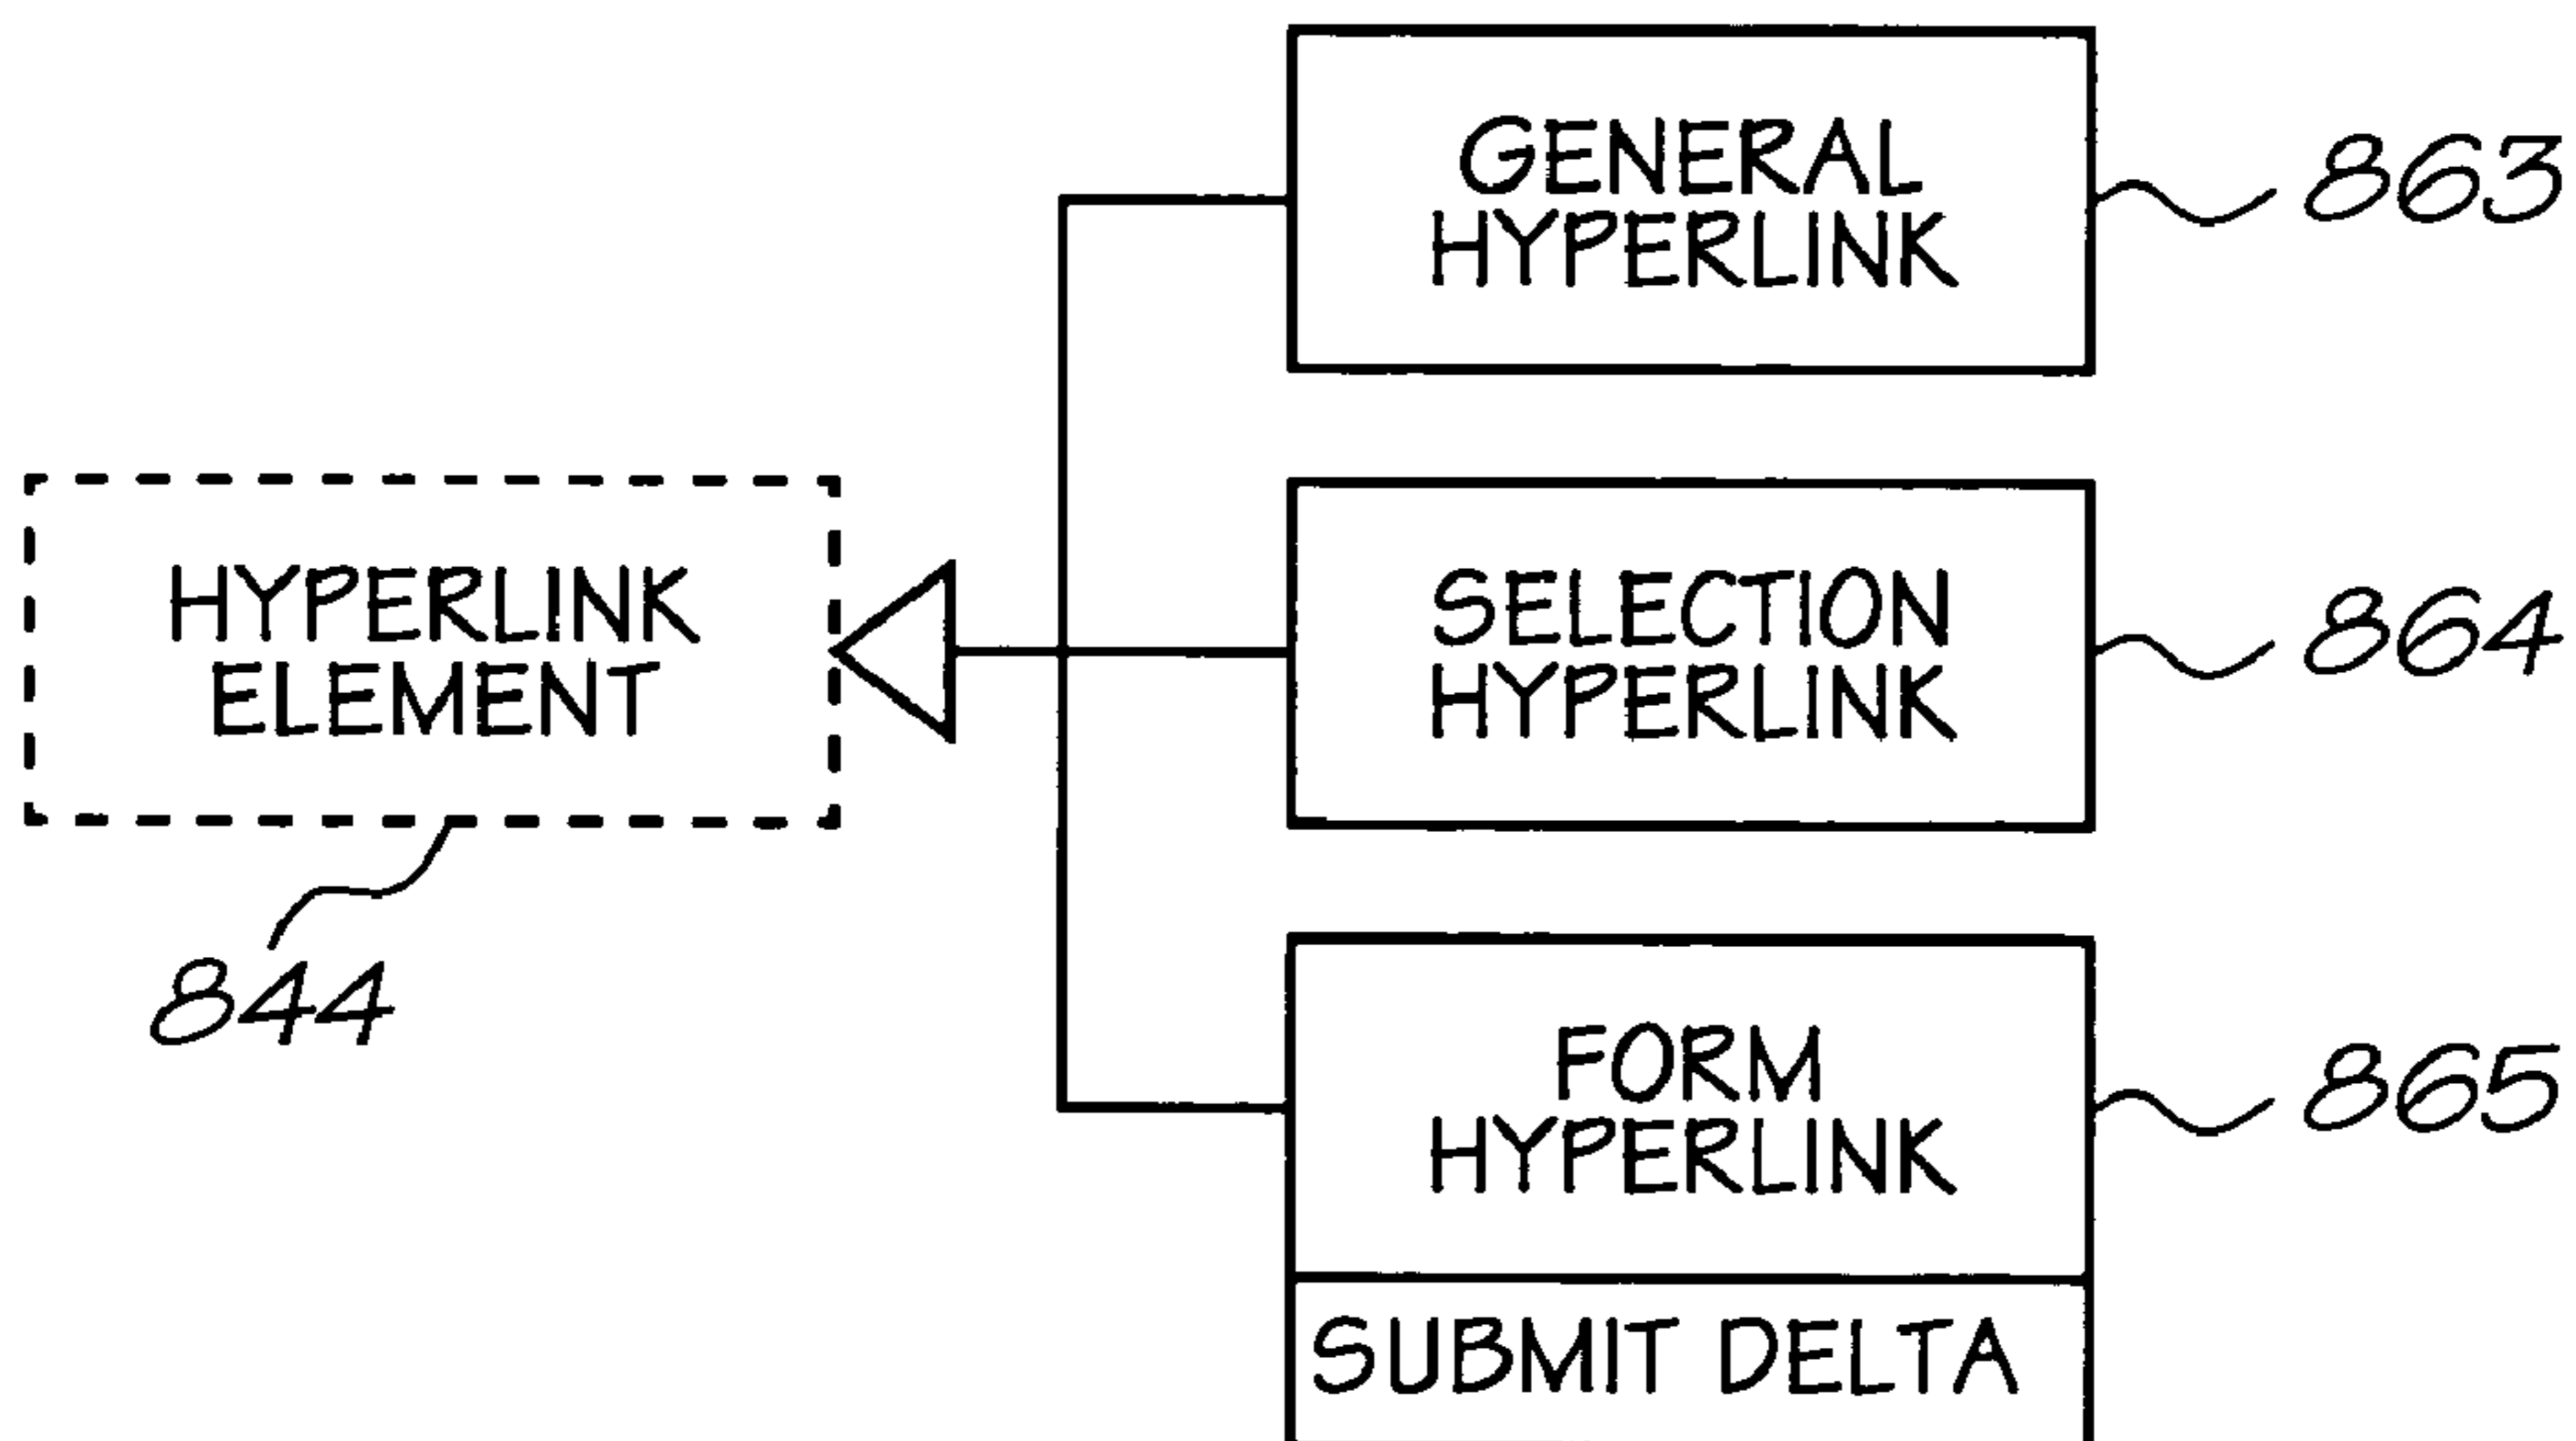 GENERAL
HYPERLINK
863
HYPERLINK
ELEMENT
844
SELECTION
HYPERLINK
864
FORM
HYPERLINK
865
SUBMIT DELTA